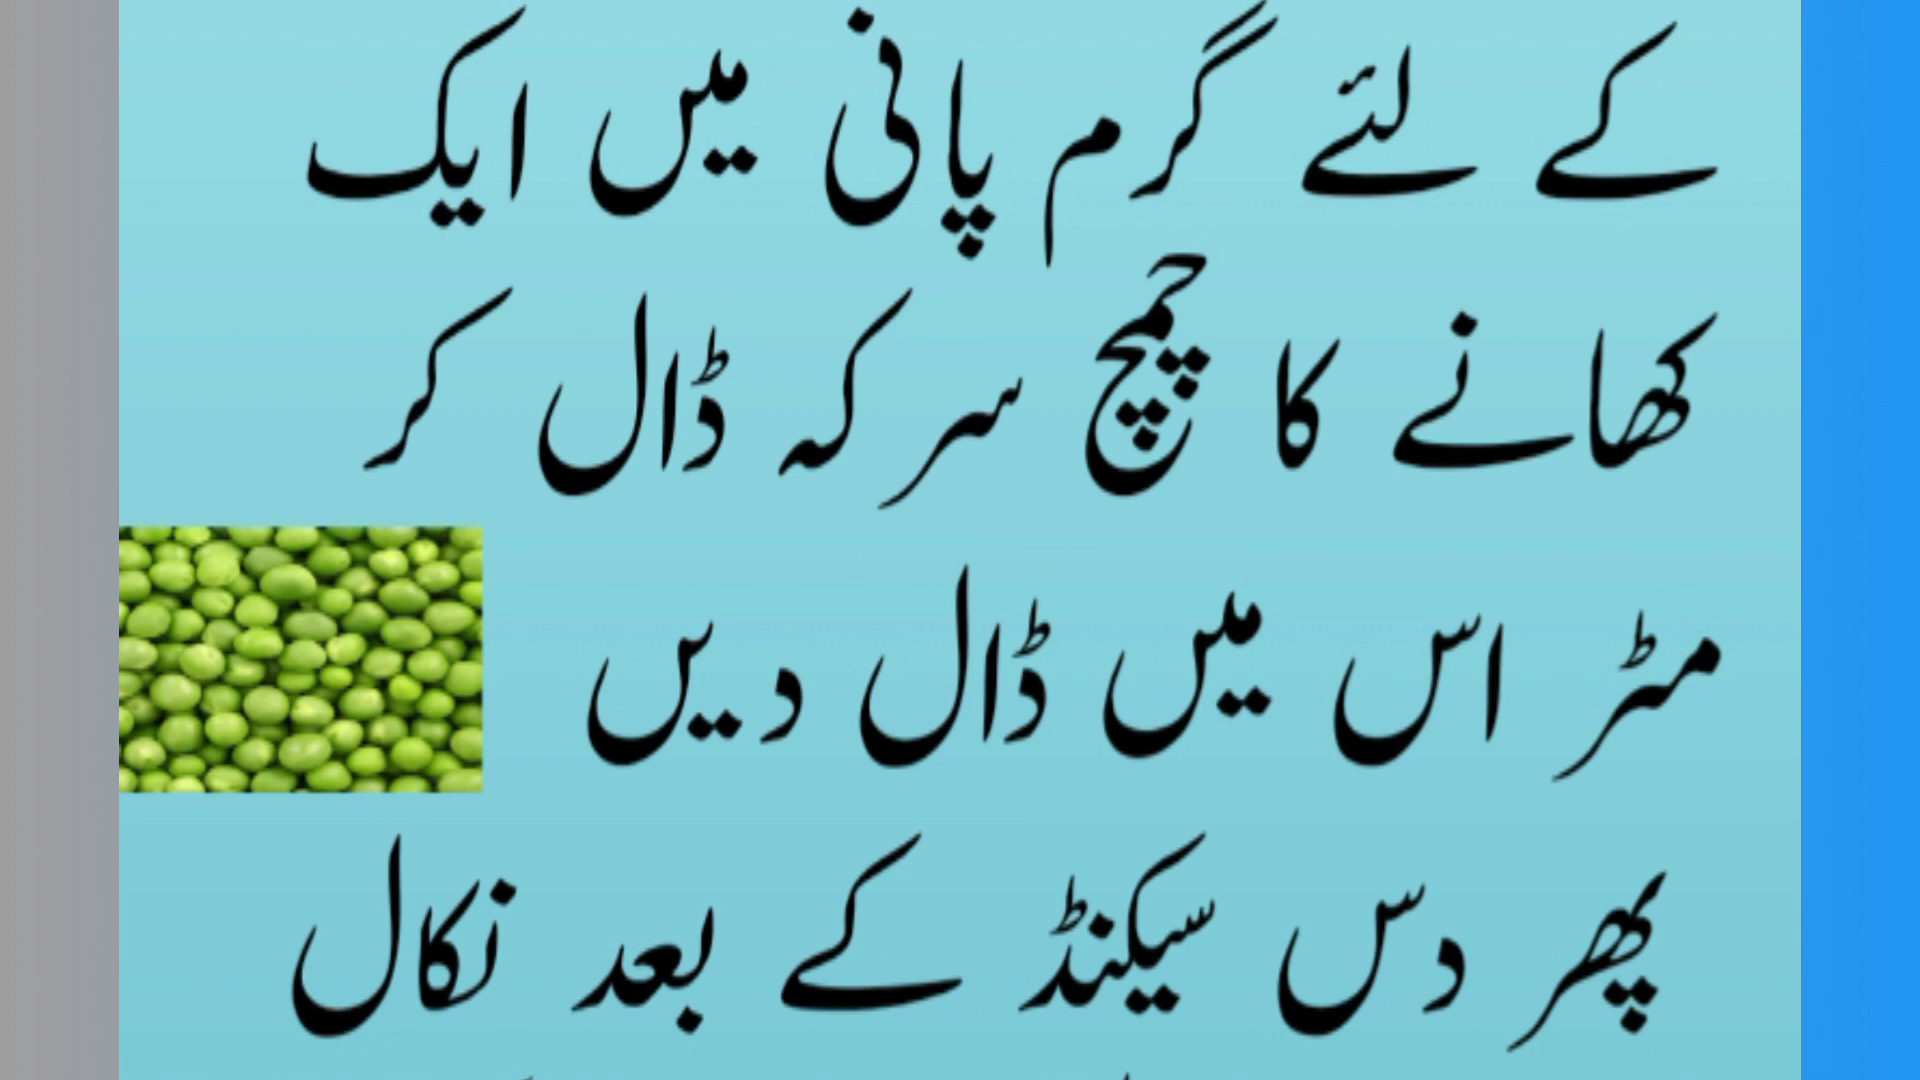 کے لئے گرم پانی میں ایک
کھانے کا چمچ سرکہ ڈال کر
مٹر اس میں ڈال دیں
پھر دس سیکنڈ کے بعد نکال